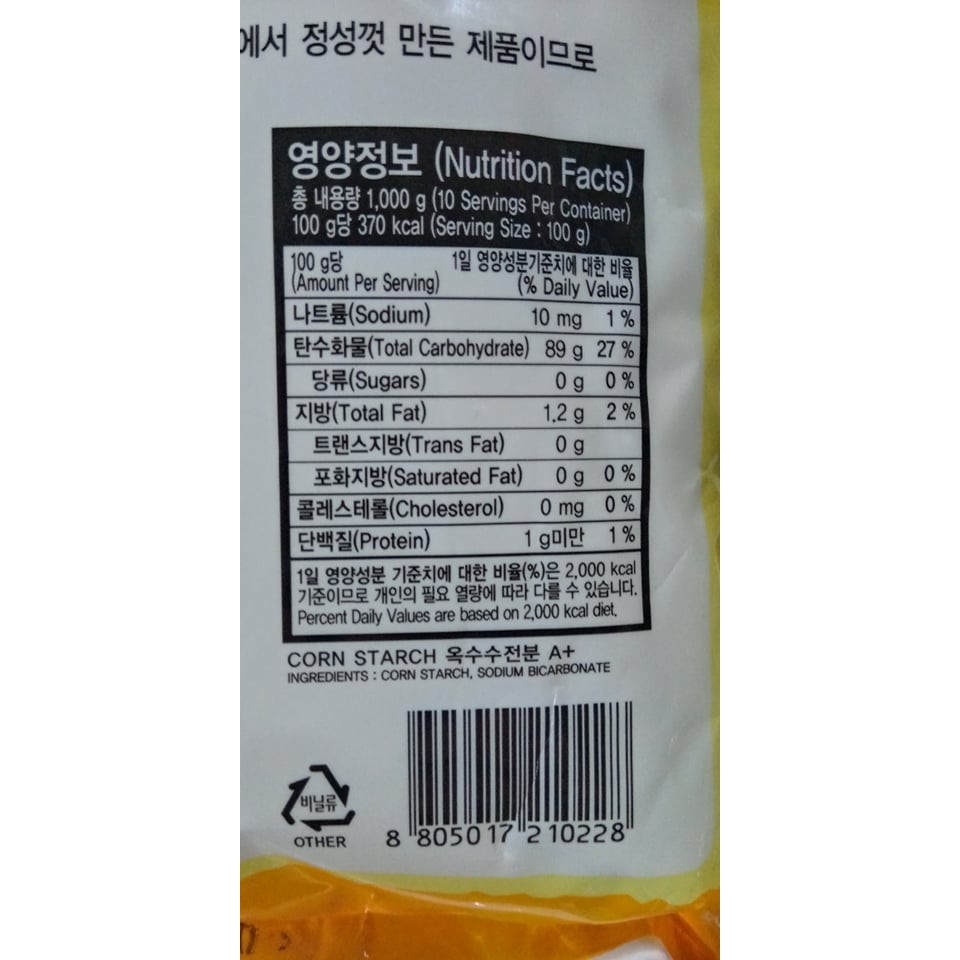 에서 정성껏 만든 제품이므로
영양정보 (Nutrition Facts)
총 내용량 1,000 g (10 Servings Per Container)
100 g당 370 kcal (Serving Size : 100 g)
100 g당 1일 영양성분기준치에 대한 비율
(Amount Per Serving) (% Daily Value)
나트륨(Sodium) 10 mg 1 %
탄수화물(Total Carbohydrate) 89 g 27 %
당류(Sugars) 0 g 0 %
지방(Total Fat) 1.2 g 2 %
트랜스지방(Trans Fat) 0 g
포화지방(Saturated Fat) 0 g 0 %
콜레스테롤(Cholesterol) 0 mg 0 %
단백질(Protein) 1 g미만 1 %
1일 영양성분 기준치에 대한 비율(%)은 2,000 kcal
기준이므로 개인의 필요 열량에 따라 다를 수 있습니다.
Percent Daily Values are based on 2,000 kcal diet.
CORN STARCH 옥수수전분 A+
INGREDIENTS : CORN STARCH, SODIUM BICARBONATE
비닐류
OTHER
8 805017 210228